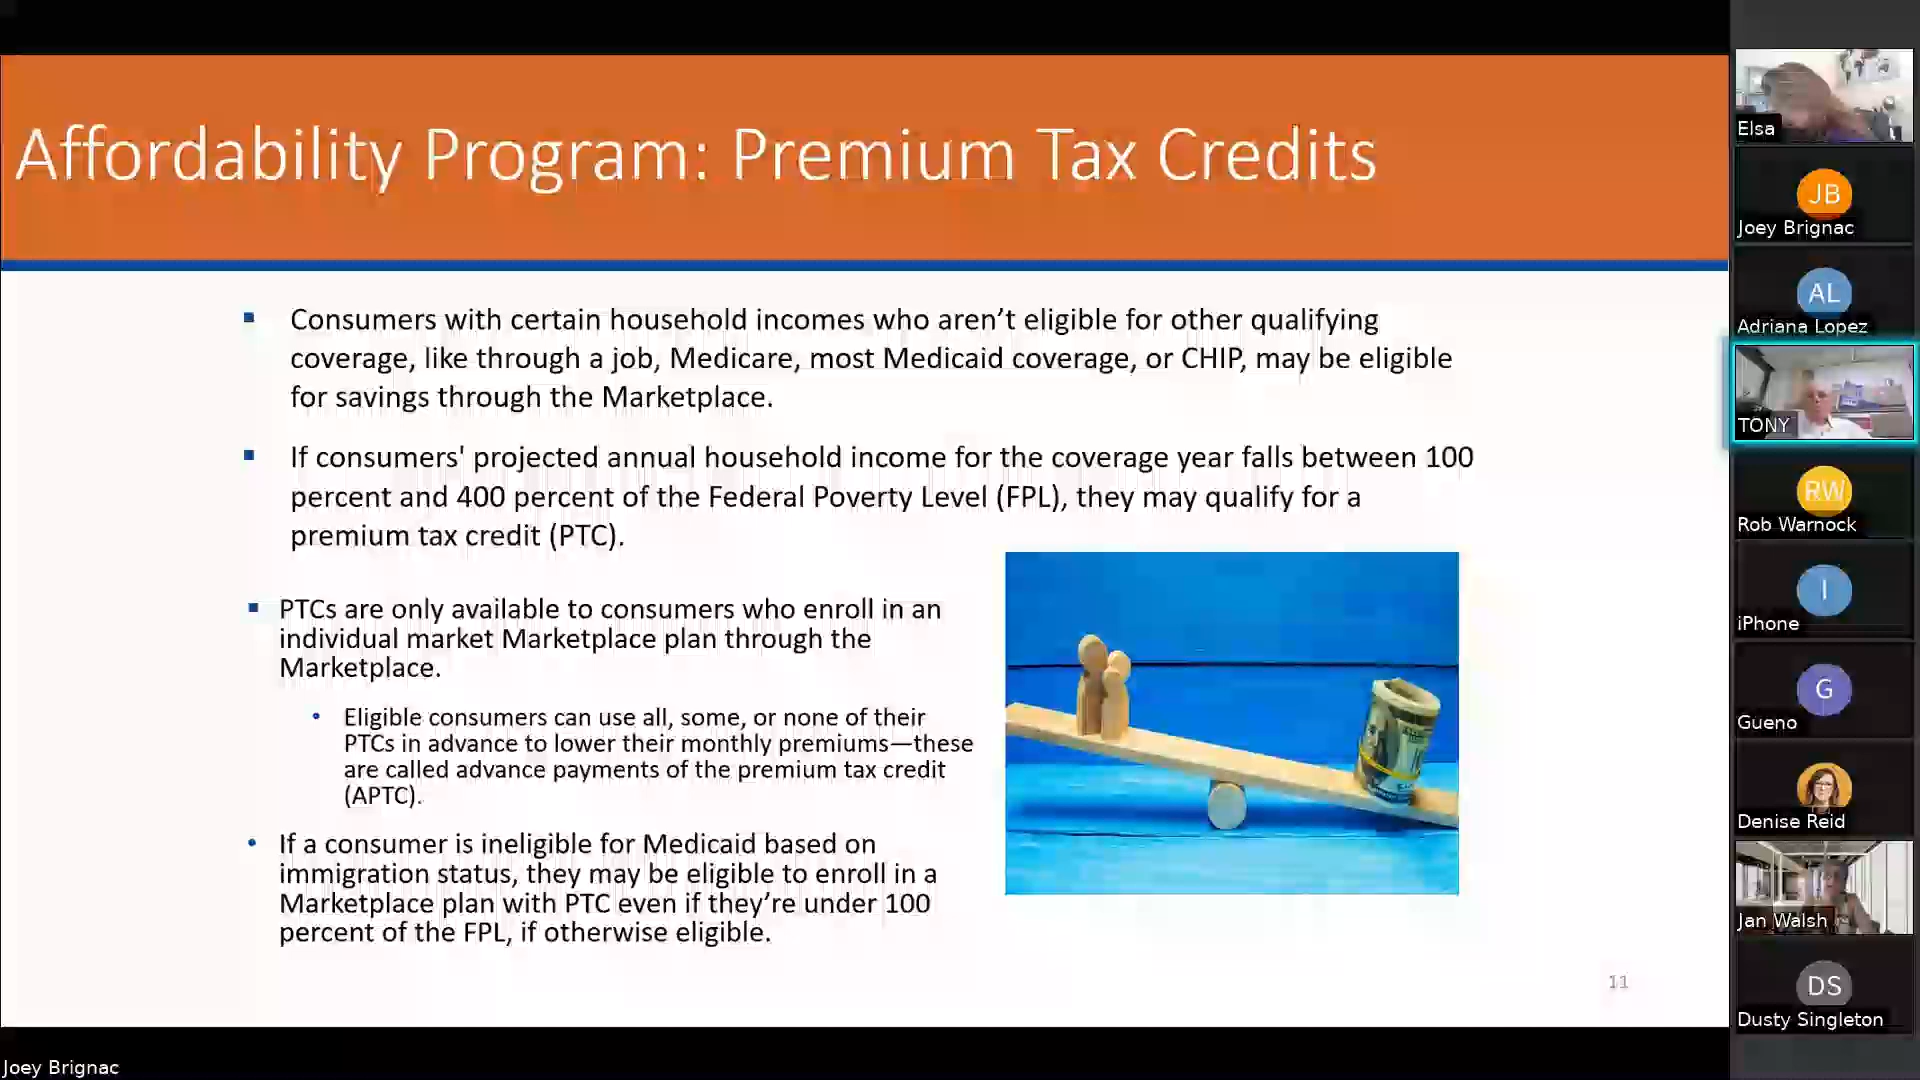 Affordability Program: Premium Tax Credits
Consumers with certain household incomes who aren’t eligible for other qualifying
coverage, like through a job, Medicare, most Medicaid coverage, or CHIP, may be eligible
for savings through the Marketplace.
If consumers' projected annual household income for the coverage year falls between 100
percent and 400 percent of the Federal Poverty Level (FPL), they may qualify for a
premium tax credit (PTC).
PTCs are only available to consumers who enroll in an
individual market Marketplace plan through the
Marketplace.
Eligible consumers can use all, some, or none of their
PTCs in advance to lower their monthly premiums—these
are called advance payments of the premium tax credit
(APTC).
If a consumer is ineligible for Medicaid based on
immigration status, they may be eligible to enroll in a
Marketplace plan with PTC even if they’re under 100
percent of the FPL, if otherwise eligible.
11
Joey Brignac
Elsa
JB
Joey Brignac
AL
Adriana Lopez
TONY
RW
Rob Warnock
I
iPhone
G
Gueno
Denise Reid
Jan Walsh
DS
Dusty Singleton